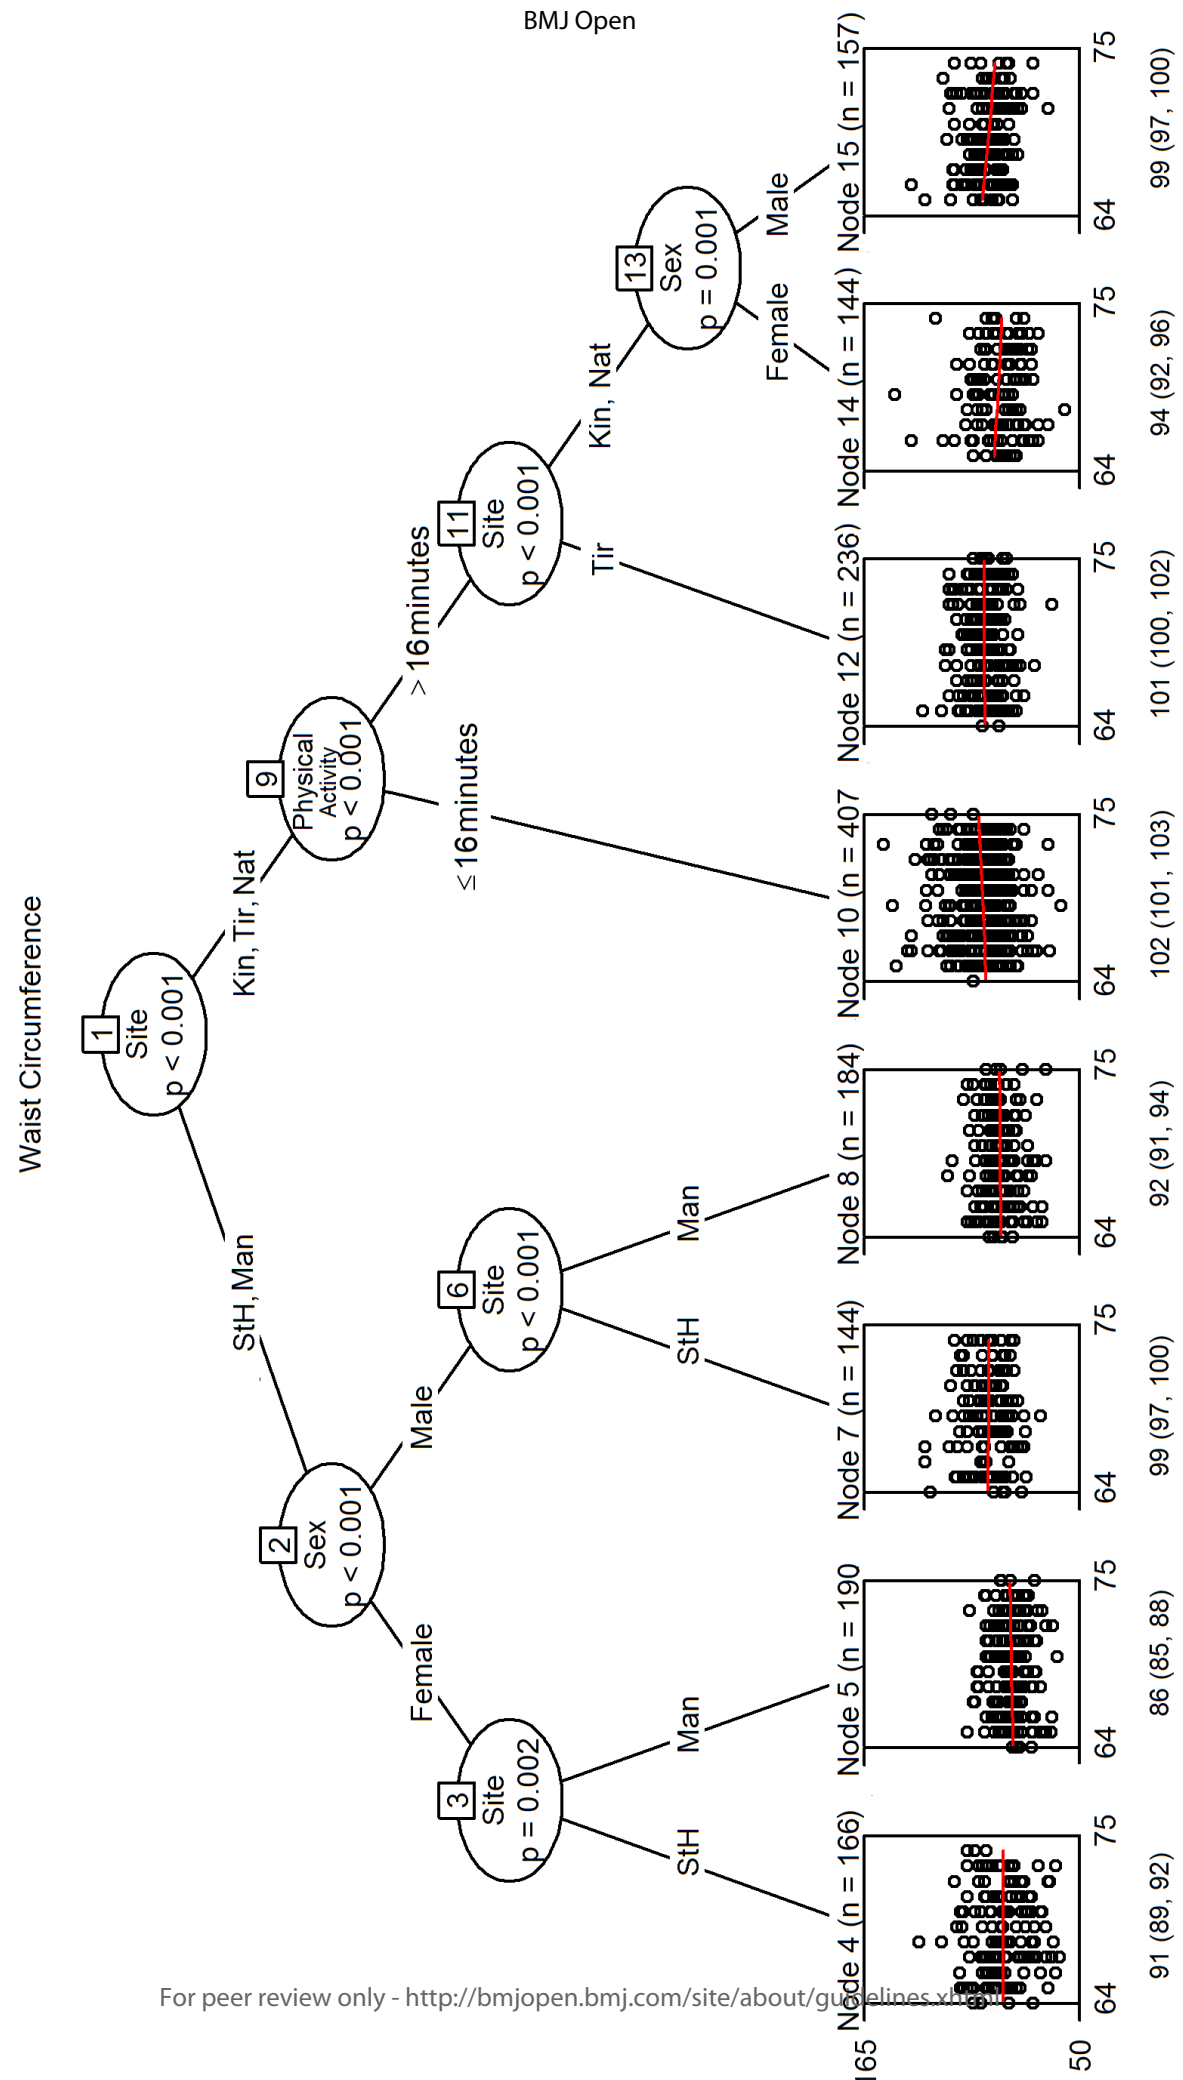 BMJ Open
Waist Circumference
1
Site
p < 0.001
StH, Man
Kin, Tir, Nat
2
Sex
p < 0.001
9
Physical
Activity
p < 0.001
Female
Male
≤ 16 minutes
> 16 minutes
3
Site
p = 0.002
6
Site
p < 0.001
11
Site
p < 0.001
StH
Man
StH
Man
Tir
Kin, Nat
13
Sex
p = 0.001
Female
Male
Node 4 (n = 166)
Node 5 (n = 190
Node 7 (n = 144)
Node 8 (n = 184)
Node 10 (n = 407
Node 12 (n = 236)
Node 14 (n = 144)
Node 15 (n = 157)
165
50
64 75
64 75
64 75
64 75
64 75
64 75
64 75
64 75
91 (89, 92)
86 (85, 88)
99 (97, 100)
92 (91, 94)
102 (101, 103)
101 (100, 102)
94 (92, 96)
99 (97, 100)
For peer review only - http://bmjopen.bmj.com/site/about/guidelines.xhtml